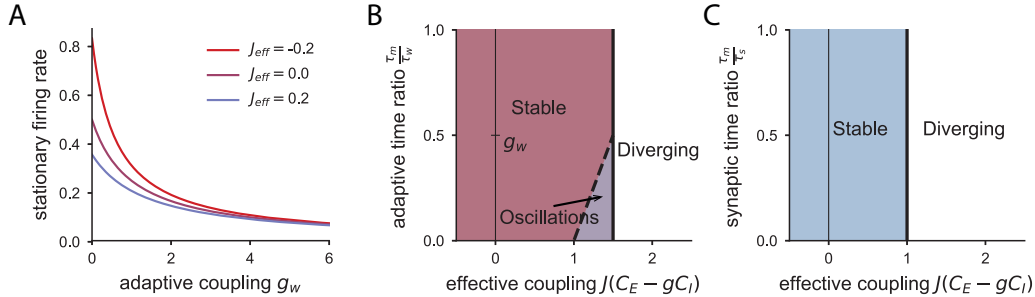 A
stationary firing rate
0.8
0.6
0.4
0.2
0.0
0
2
4
6
adaptive coupling g_w
J_eff = -0.2
J_eff = 0.0
J_eff = 0.2
B
adaptive time ratio τ_m/τ_w
1.0
0.5
0.0
Stable
g_w
Diverging
Oscillations
0
1
2
effective coupling J(C_E − gC_I)
C
synaptic time ratio τ_m/τ_s
1.0
0.5
0.0
Stable
Diverging
0
1
2
effective coupling J(C_E − gC_I)